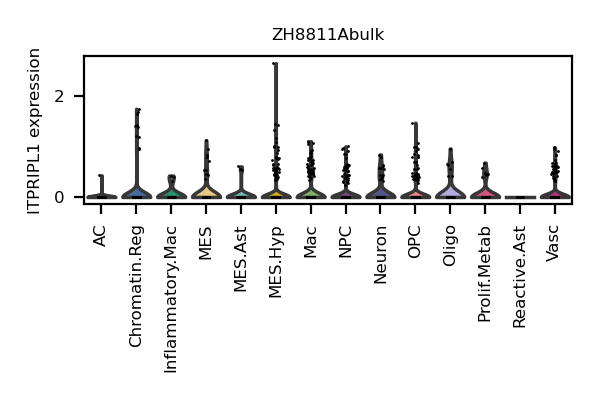 ZH8811Abulk
ITPRIPL1 expression
2
0
AC
Chromatin.Reg
Inflammatory.Mac
MES
MES.Ast
MES.Hyp
Mac
NPC
Neuron
OPC
Oligo
Prolif.Metab
Reactive.Ast
Vasc